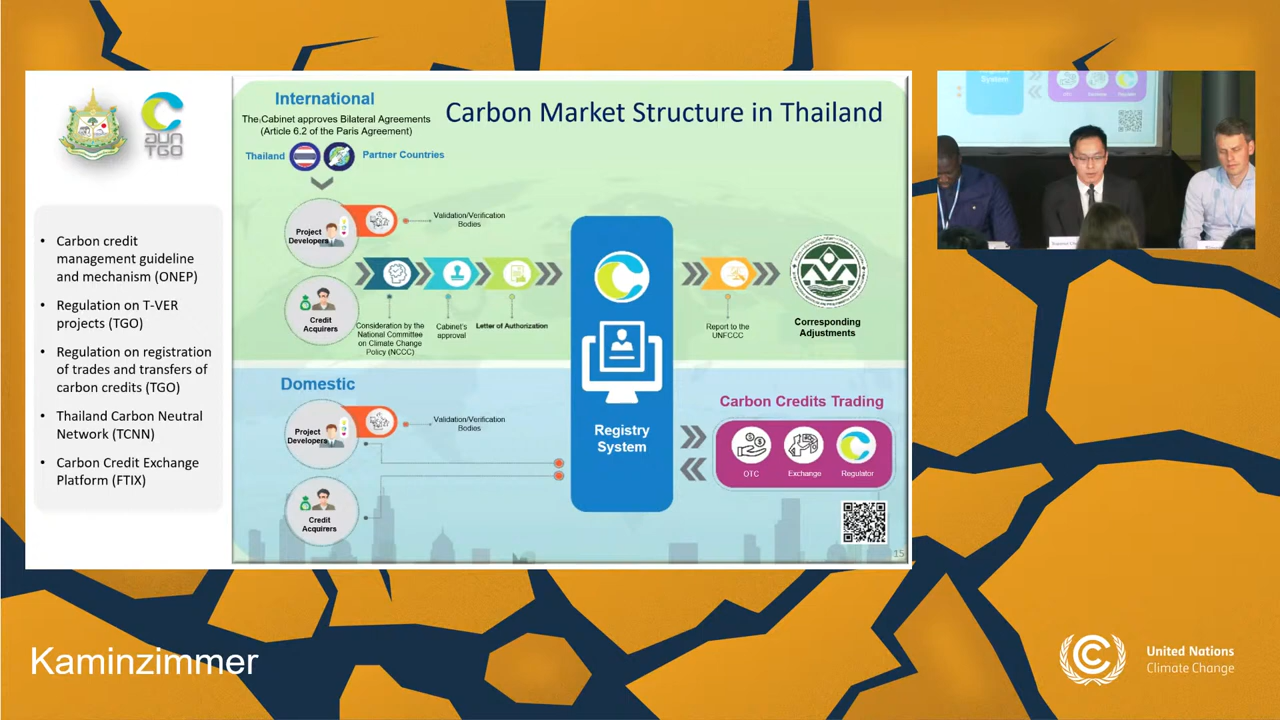 อบก
TGO
• Carbon credit
management guideline
and mechanism (ONEP)
• Regulation on T-VER
projects (TGO)
• Regulation on registration
of trades and transfers of
carbon credits (TGO)
• Thailand Carbon Neutral
Network (TCNN)
• Carbon Credit Exchange
Platform (FTIX)
Carbon Market Structure in Thailand
International
The Cabinet approves Bilateral Agreements
(Article 6.2 of the Paris Agreement)
Thailand
Partner Countries
Project
Developers
Validation/Verification
Bodies
Credit
Acquirers
Consideration by the
National Committee
on Climate Change
Policy (NCCC)
Cabinet's
approval
Letter of Authorization
Report to the
UNFCCC
Corresponding
Adjustments
Domestic
Project
Developers
Validation/Verification
Bodies
Credit
Acquirers
Registry
System
Carbon Credits Trading
OTC
Exchange
Regulator
15
System
Kaminzimmer
United Nations
Climate Change